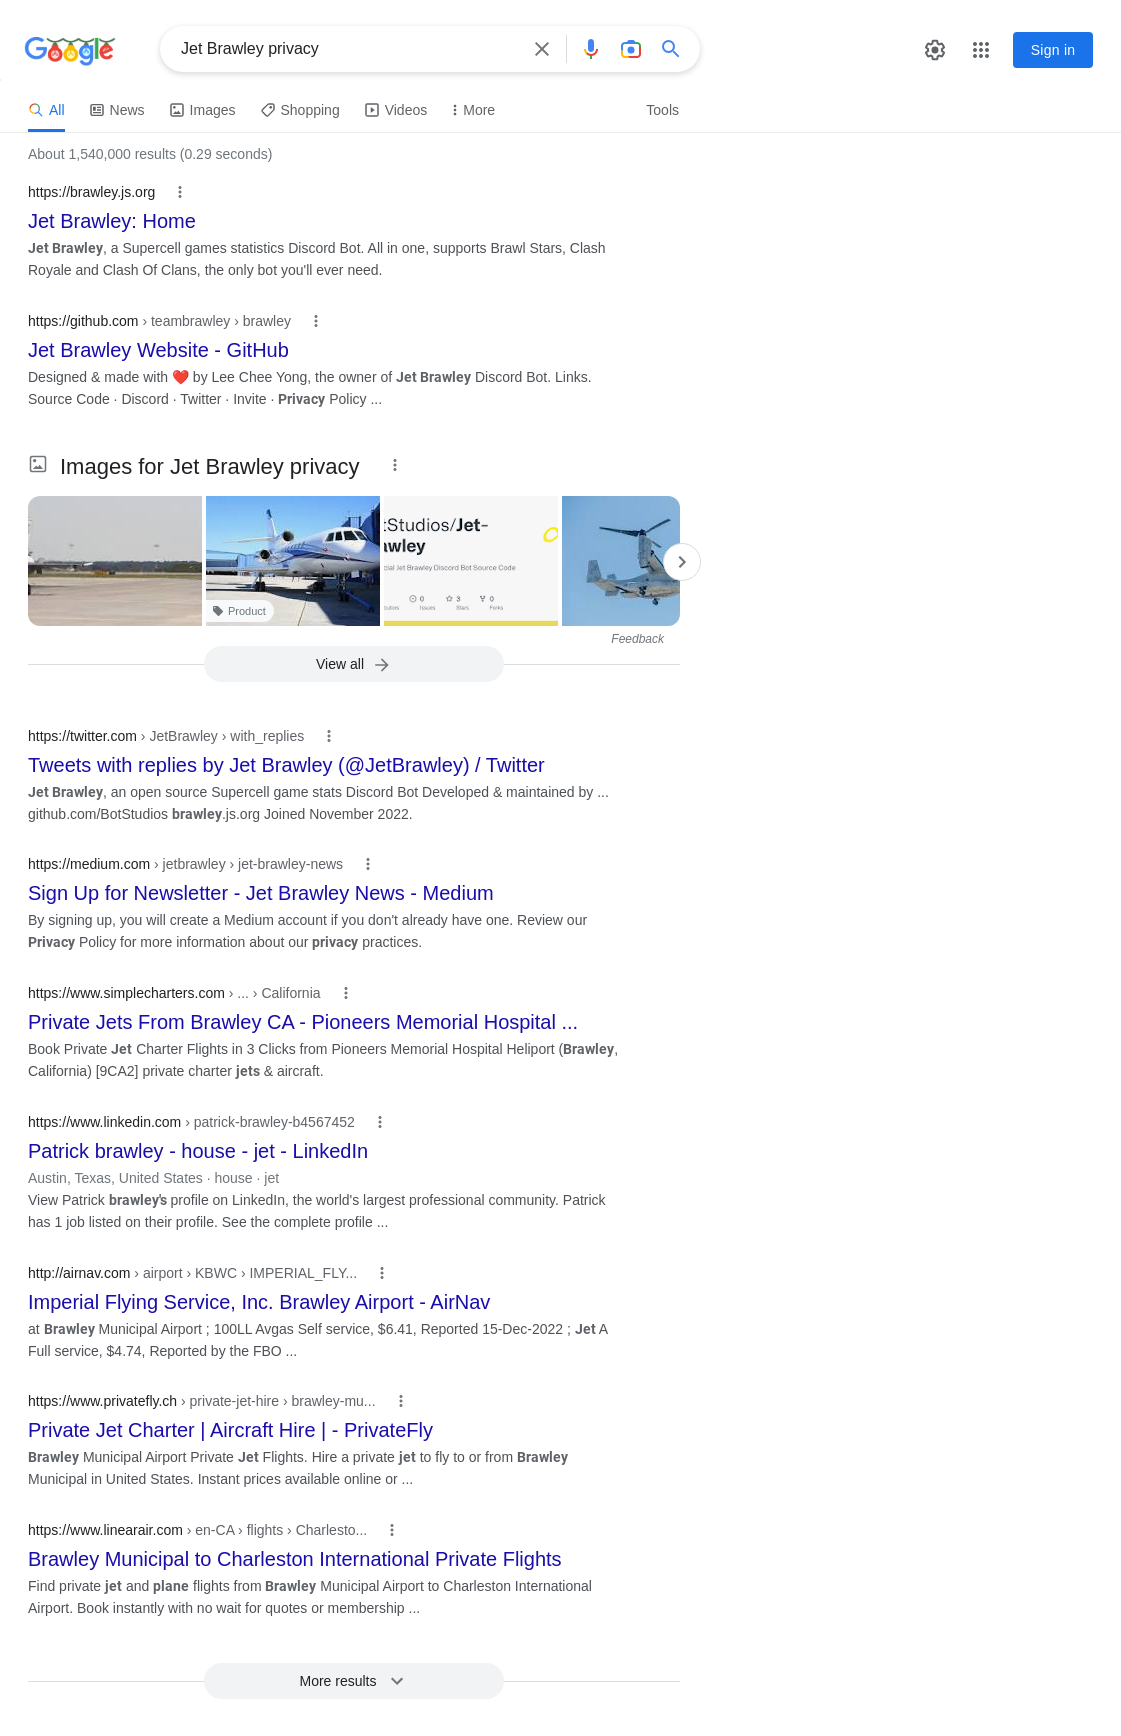 Google
Jet Brawley privacy
Sign in
All
News
Images
Shopping
Videos
More
Tools
About 1,540,000 results (0.29 seconds)
https://brawley.js.org
Jet Brawley: Home
Jet Brawley, a Supercell games statistics Discord Bot. All in one, supports Brawl Stars, Clash
Royale and Clash Of Clans, the only bot you'll ever need.
https://github.com › teambrawley › brawley
Jet Brawley Website - GitHub
Designed & made with ❤️ by Lee Chee Yong, the owner of Jet Brawley Discord Bot. Links.
Source Code · Discord · Twitter · Invite · Privacy Policy ...
Images for Jet Brawley privacy
tStudios/Jet-
awley
cial Jet Brawley Discord Bot Source Code
0
3
0
Issues
Stars
Forks
Product
Feedback
View all
https://twitter.com › JetBrawley › with_replies
Tweets with replies by Jet Brawley (@JetBrawley) / Twitter
Jet Brawley, an open source Supercell game stats Discord Bot Developed & maintained by ...
github.com/BotStudios brawley.js.org Joined November 2022.
https://medium.com › jetbrawley › jet-brawley-news
Sign Up for Newsletter - Jet Brawley News - Medium
By signing up, you will create a Medium account if you don't already have one. Review our
Privacy Policy for more information about our privacy practices.
https://www.simplecharters.com › ... › California
Private Jets From Brawley CA - Pioneers Memorial Hospital ...
Book Private Jet Charter Flights in 3 Clicks from Pioneers Memorial Hospital Heliport (Brawley,
California) [9CA2] private charter jets & aircraft.
https://www.linkedin.com › patrick-brawley-b4567452
Patrick brawley - house - jet - LinkedIn
Austin, Texas, United States · house · jet
View Patrick brawley's profile on LinkedIn, the world's largest professional community. Patrick
has 1 job listed on their profile. See the complete profile ...
http://airnav.com › airport › KBWC › IMPERIAL_FLY...
Imperial Flying Service, Inc. Brawley Airport - AirNav
at Brawley Municipal Airport ; 100LL Avgas Self service, $6.41, Reported 15-Dec-2022 ; Jet A
Full service, $4.74, Reported by the FBO ...
https://www.privatefly.ch › private-jet-hire › brawley-mu...
Private Jet Charter | Aircraft Hire | - PrivateFly
Brawley Municipal Airport Private Jet Flights. Hire a private jet to fly to or from Brawley
Municipal in United States. Instant prices available online or ...
https://www.linearair.com › en-CA › flights › Charlesto...
Brawley Municipal to Charleston International Private Flights
Find private jet and plane flights from Brawley Municipal Airport to Charleston International
Airport. Book instantly with no wait for quotes or membership ...
More results